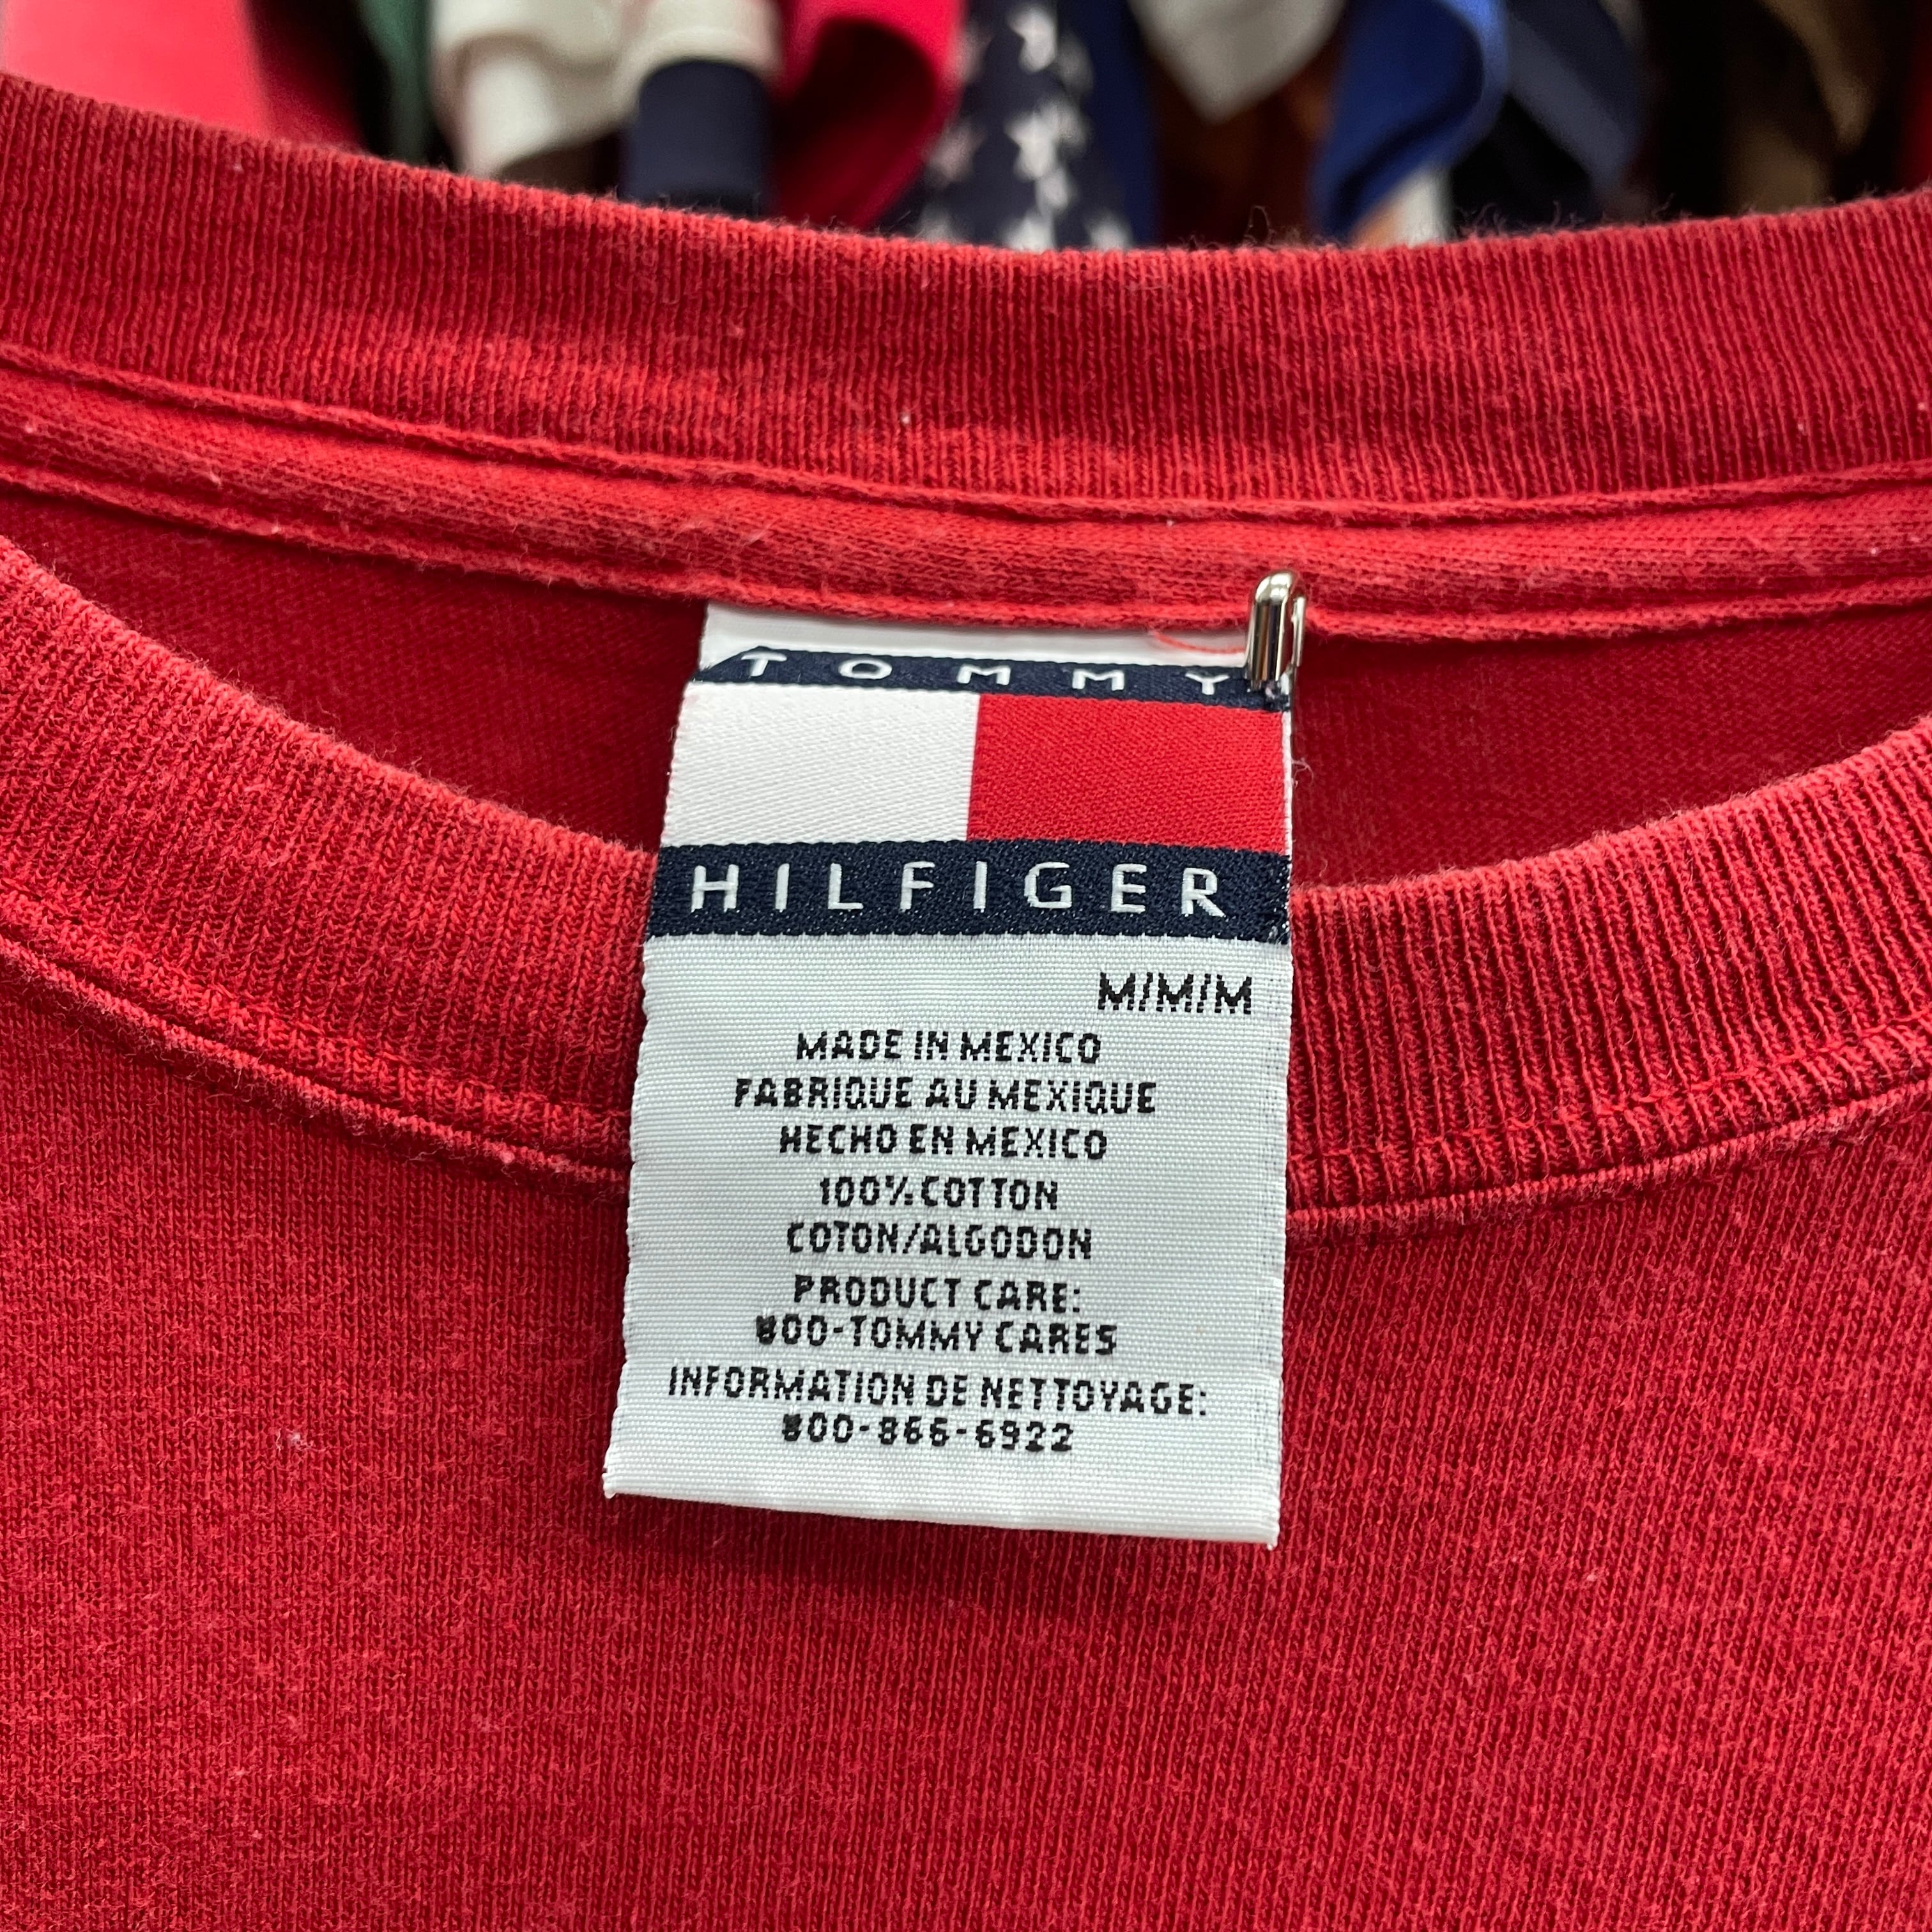 TOMMY
HILFIGER
M/M/M
MADE IN MEXICO
FABRIQUE AU MEXIQUE
HECHO EN MEXICO
100% COTTON
COTON/ALGODON
PRODUCT CARE:
800-TOMMY CARES
INFORMATION DE NETTOYAGE:
800-866-6922